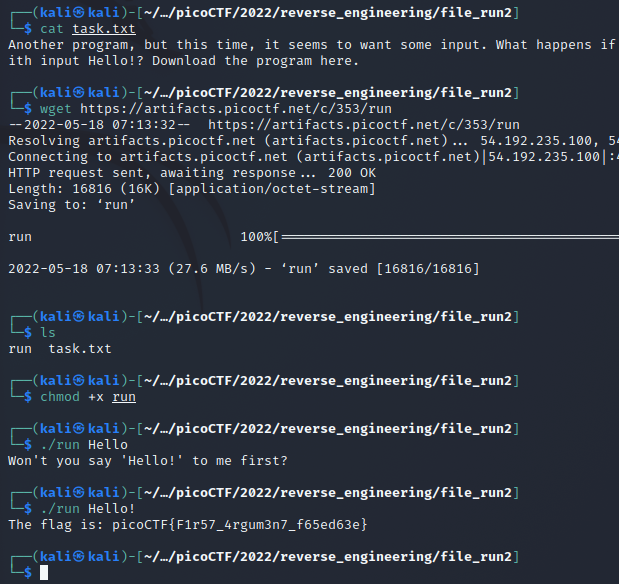 ┌──(kali㉿kali)-[~/…/picoCTF/2022/reverse_engineering/file_run2]
└─$ cat task.txt
Another program, but this time, it seems to want some input. What happens if
ith input Hello!? Download the program here.
┌──(kali㉿kali)-[~/…/picoCTF/2022/reverse_engineering/file_run2]
└─$ wget https://artifacts.picoctf.net/c/353/run
--2022-05-18 07:13:32-- https://artifacts.picoctf.net/c/353/run
Resolving artifacts.picoctf.net (artifacts.picoctf.net)... 54.192.235.100, 54
Connecting to artifacts.picoctf.net (artifacts.picoctf.net)|54.192.235.100|:4
HTTP request sent, awaiting response... 200 OK
Length: 16816 (16K) [application/octet-stream]
Saving to: ‘run’
run 100%[==================================================
2022-05-18 07:13:33 (27.6 MB/s) - ‘run’ saved [16816/16816]
┌──(kali㉿kali)-[~/…/picoCTF/2022/reverse_engineering/file_run2]
└─$ ls
run task.txt
┌──(kali㉿kali)-[~/…/picoCTF/2022/reverse_engineering/file_run2]
└─$ chmod +x run
┌──(kali㉿kali)-[~/…/picoCTF/2022/reverse_engineering/file_run2]
└─$ ./run Hello
Won't you say 'Hello!' to me first?
┌──(kali㉿kali)-[~/…/picoCTF/2022/reverse_engineering/file_run2]
└─$ ./run Hello!
The flag is: picoCTF{F1r57_4rgum3n7_f65ed63e}
┌──(kali㉿kali)-[~/…/picoCTF/2022/reverse_engineering/file_run2]
└─$